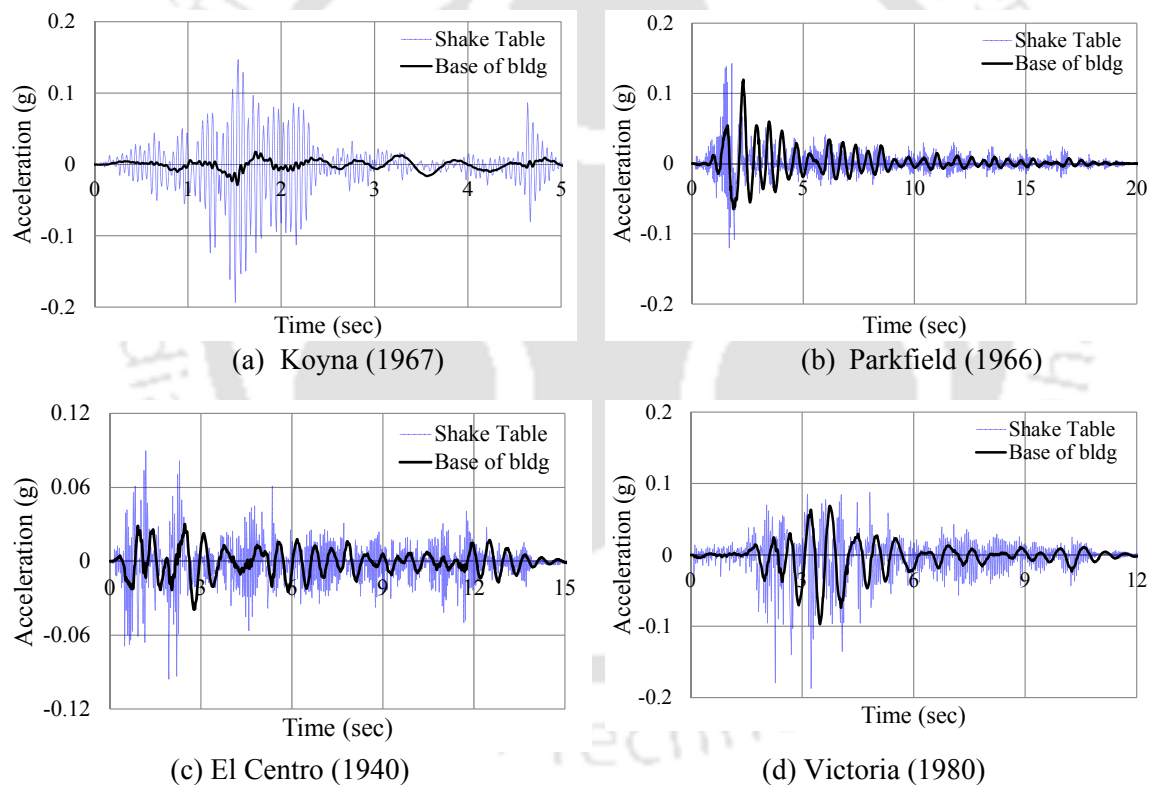 0.2
0.1
0
-0.1
-0.2
0 1 2 3 4 5
Acceleration (g)
Time (sec)
Shake Table
Base of bldg
(a) Koyna (1967)
0.2
0.1
0
-0.1
-0.2
0 5 10 15 20
Acceleration (g)
Time (sec)
Shake Table
Base of bldg
(b) Parkfield (1966)
0.12
0.06
0
-0.06
-0.12
0 3 6 9 12 15
Acceleration (g)
Time (sec)
Shake Table
Base of bldg
(c) El Centro (1940)
0.2
0.1
0
-0.1
-0.2
0 3 6 9 12
Acceleration (g)
Time (sec)
Shake Table
Base of bldg
(d) Victoria (1980)